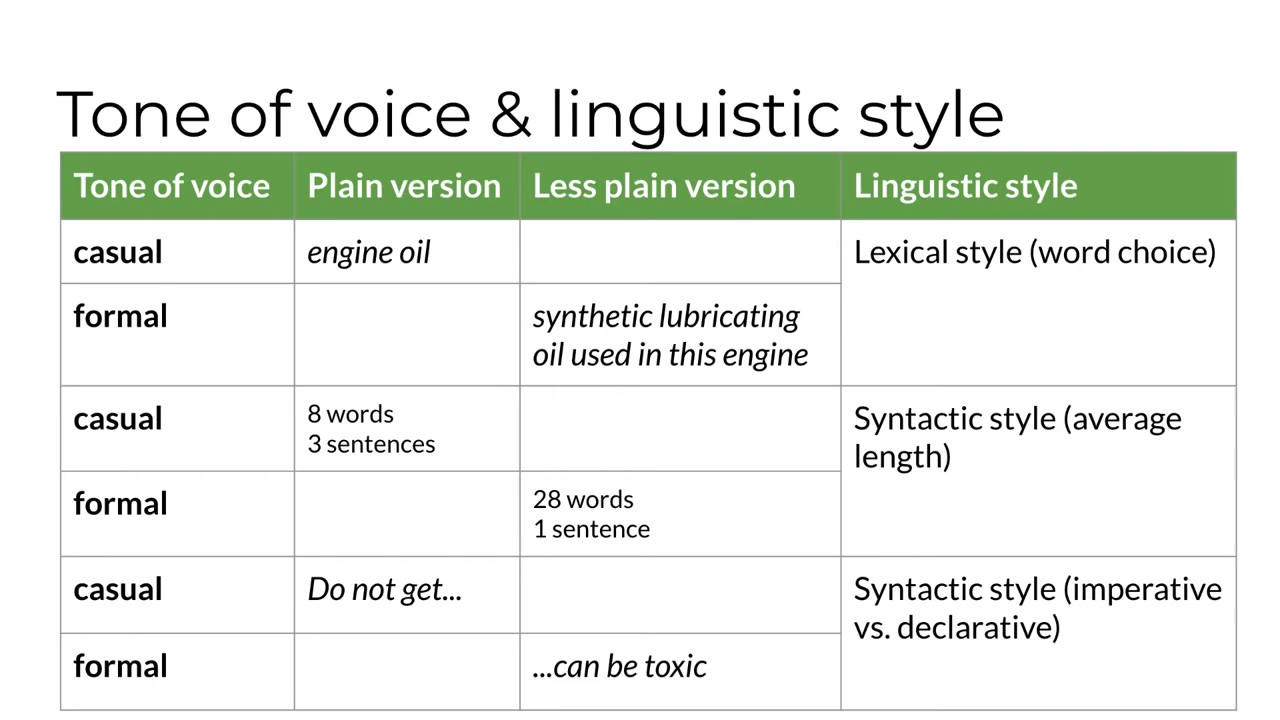 Tone of voice & linguistic style
Tone of voice Plain version Less plain version Linguistic style
casual engine oil Lexical style (word choice)
formal synthetic lubricating
oil used in this engine
casual 8 words
3 sentences Syntactic style (average
length)
formal 28 words
1 sentence
casual Do not get... Syntactic style (imperative
vs. declarative)
formal ...can be toxic